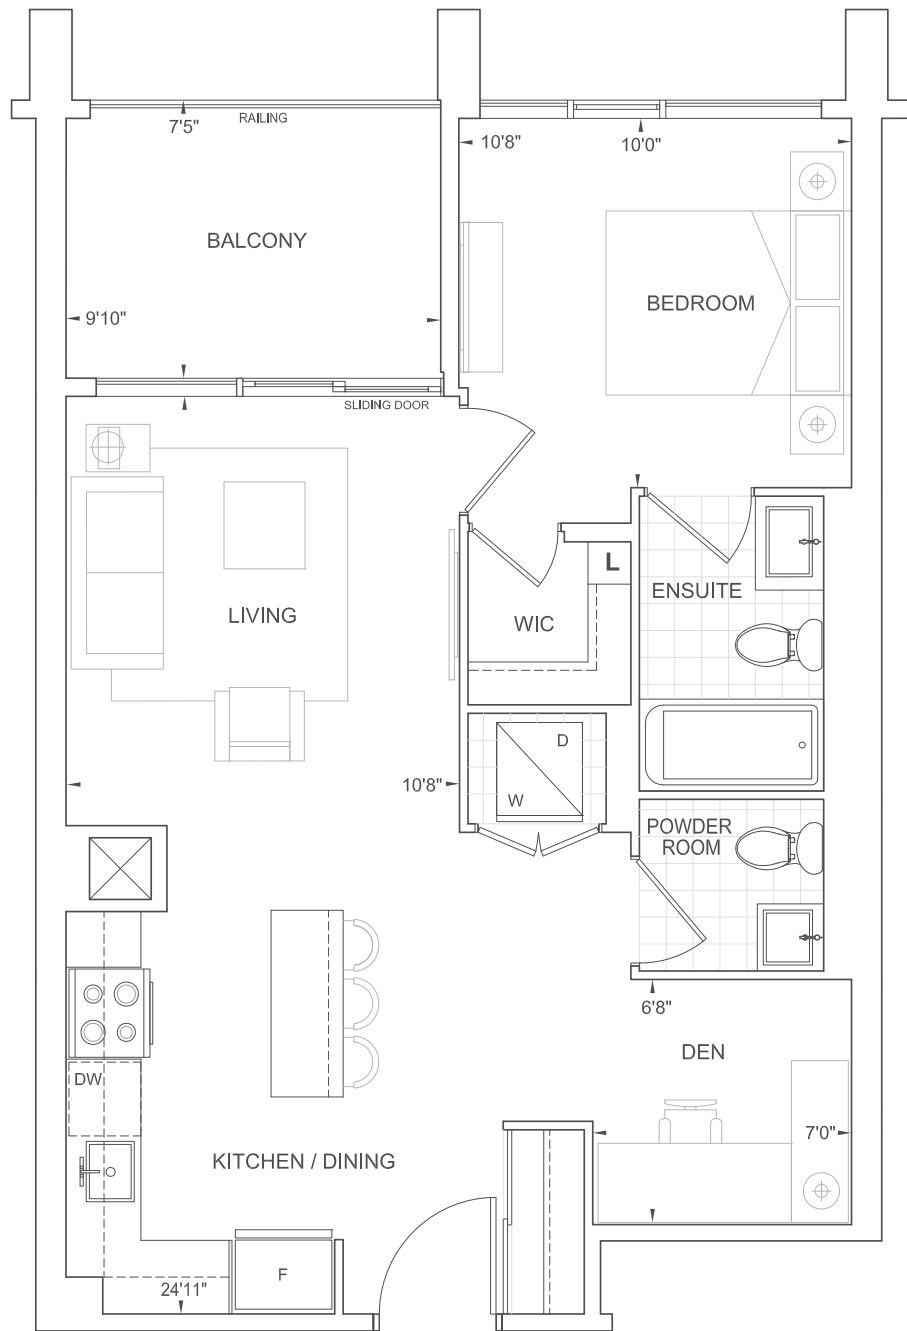 RAILING
7'5"
10'8"
10'0"
BALCONY
BEDROOM
9'10"
SLIDING DOOR
L
ENSUITE
LIVING
WIC
D
10'8"
W
POWDER
ROOM
6'8"
DEN
DW
7'0"
KITCHEN / DINING
F
24'11"